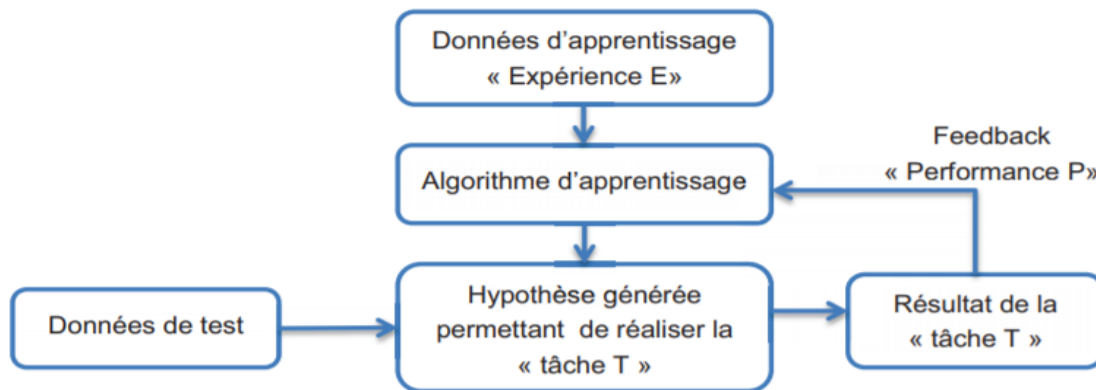 Données d’apprentissage
« Expérience E»
Feedback
« Performance P»
Algorithme d’apprentissage
Données de test
Hypothèse générée
permettant de réaliser la
« tâche T »
Résultat de la
« tâche T »